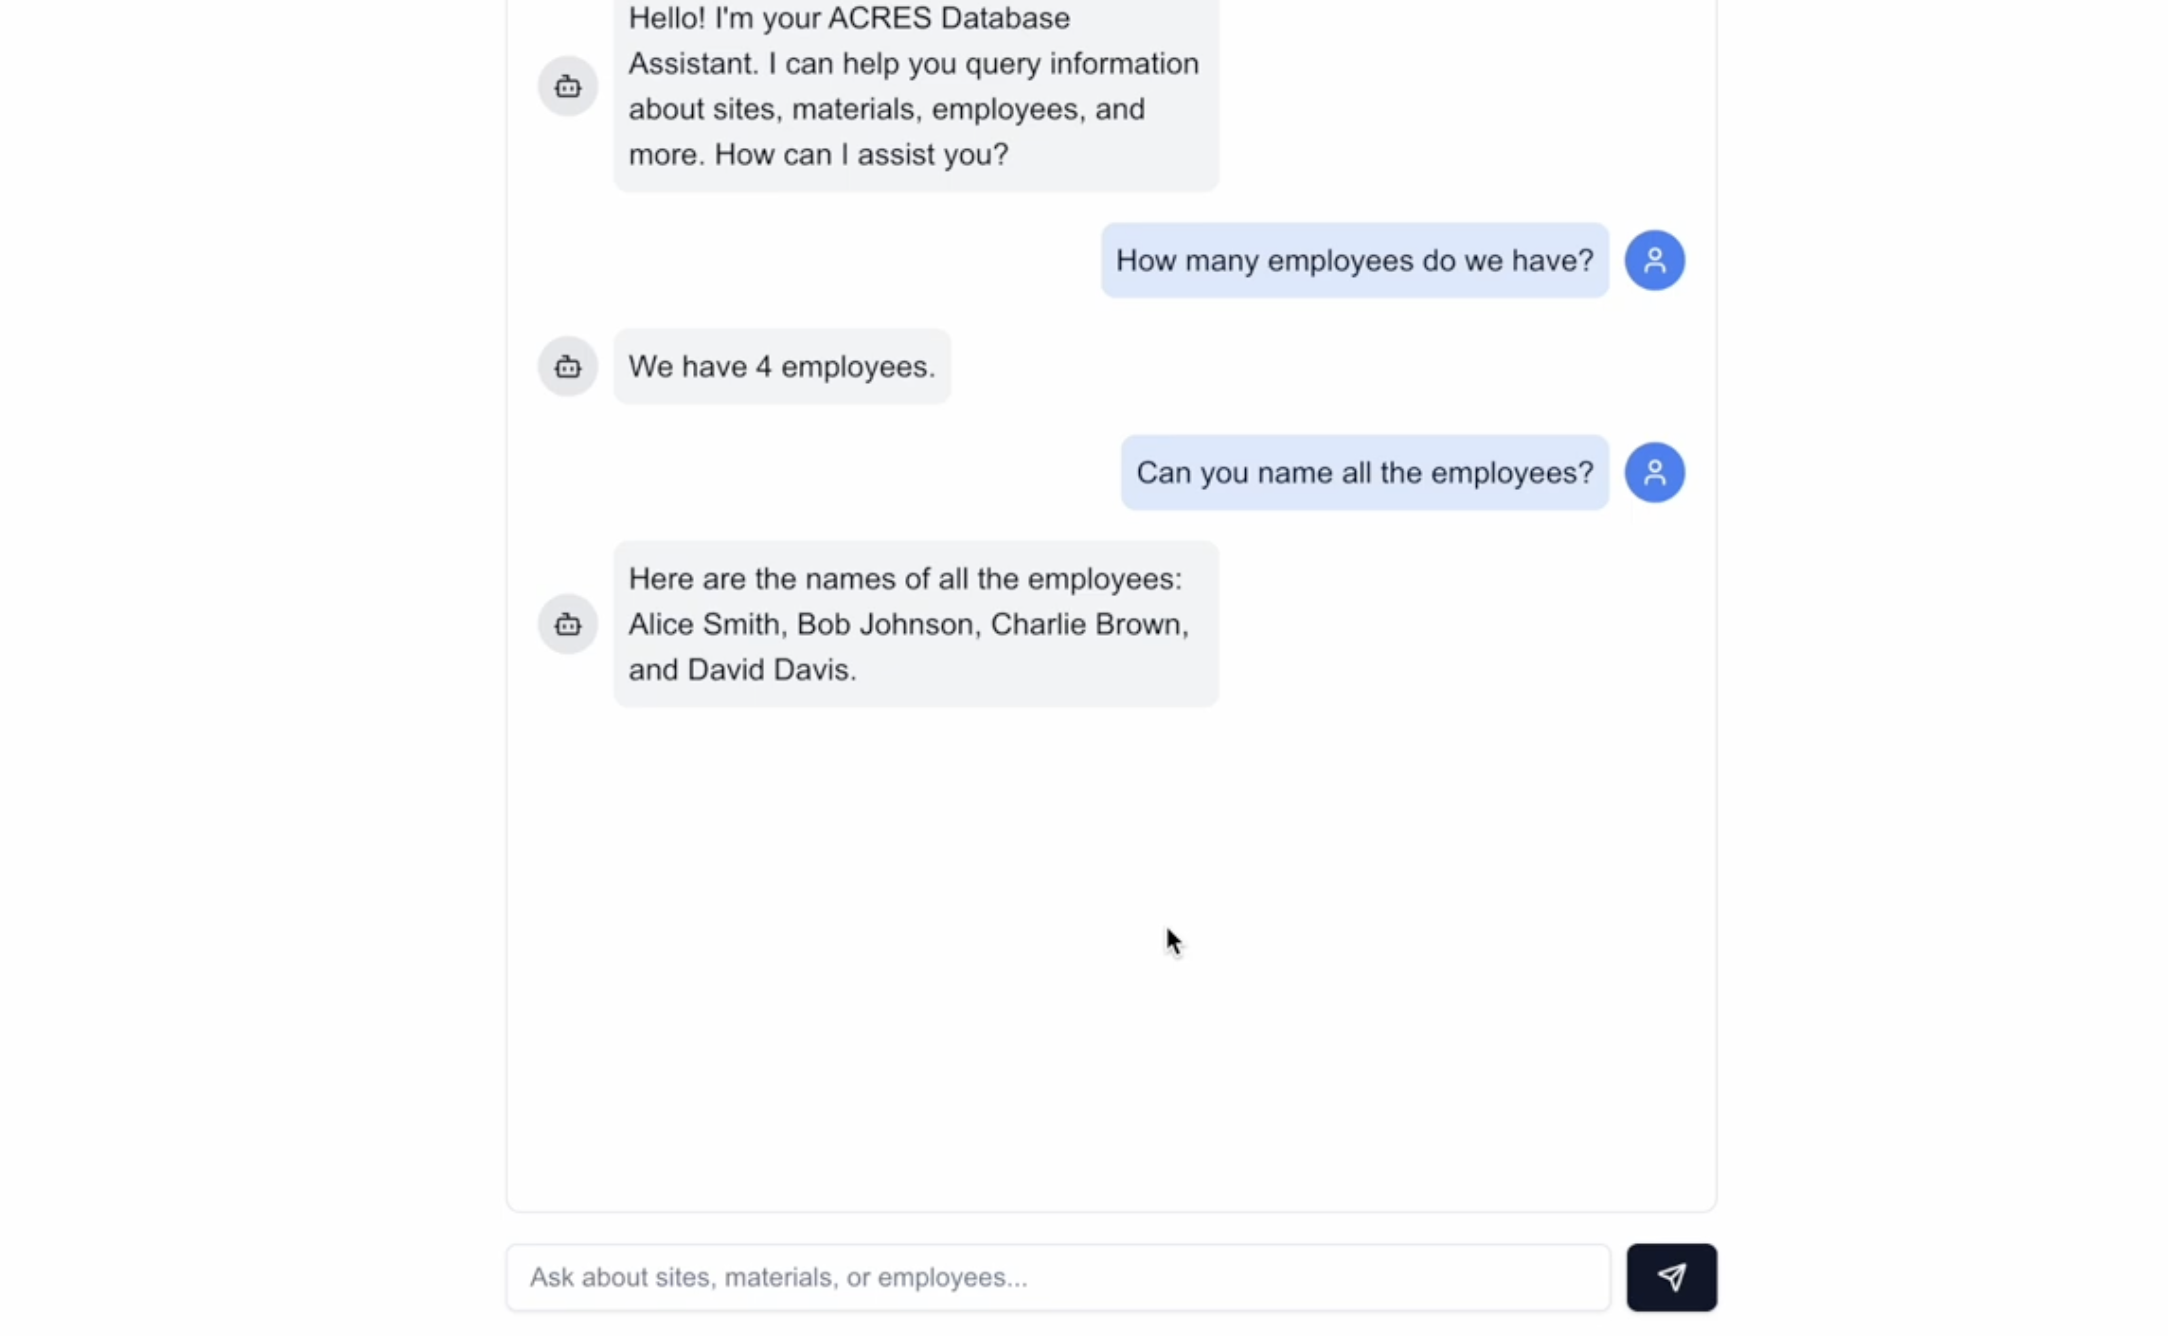 Hello! I'm your ACRES Database
Assistant. I can help you query information
about sites, materials, employees, and
more. How can I assist you?
How many employees do we have?
We have 4 employees.
Can you name all the employees?
Here are the names of all the employees:
Alice Smith, Bob Johnson, Charlie Brown,
and David Davis.
Ask about sites, materials, or employees...